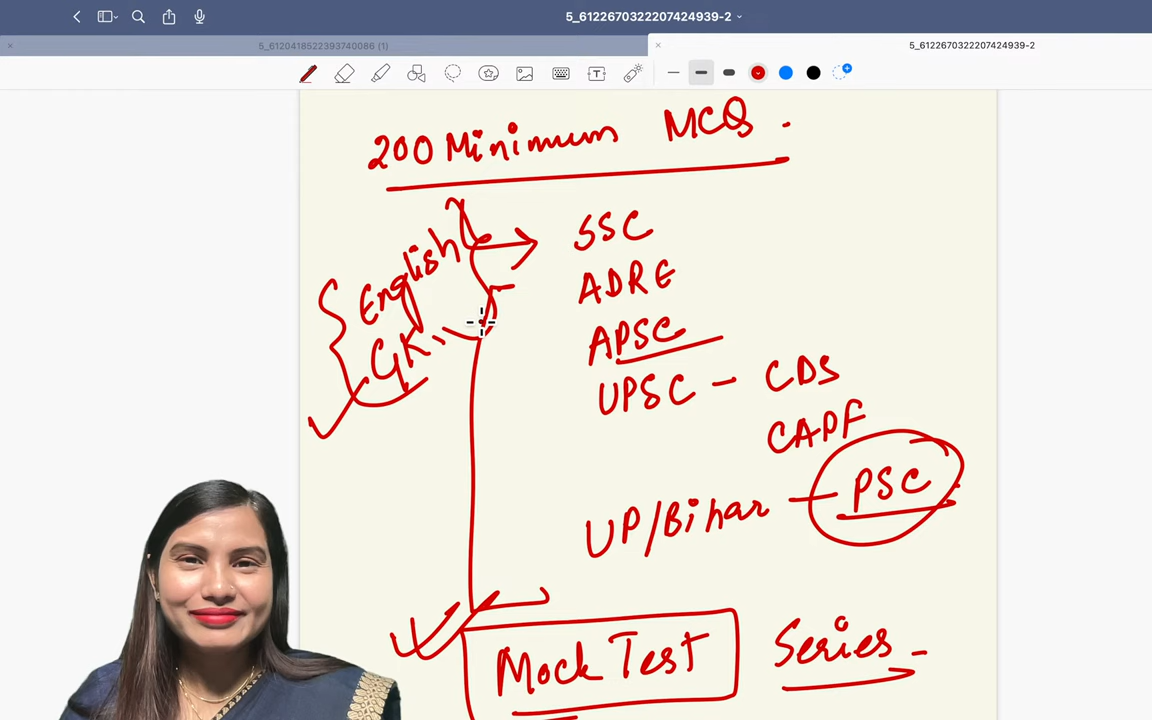 5_6122670322207424939-2
5_6120418522393740086 (1)
5_6122670322207424939-2
200 Minimum MCQs.
English
GK
SSC
ADRE
APSC
UPSC - CDS
CAPF
UP/Bihar - PSC
Mock Test Series -